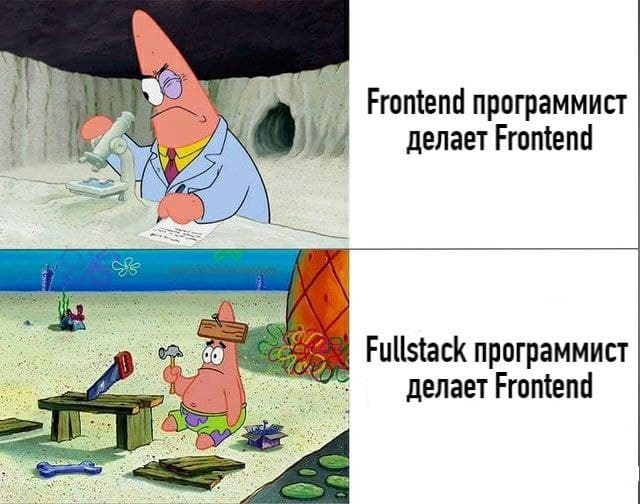 Frontend программист
делает Frontend
Fullstack программист
делает Frontend